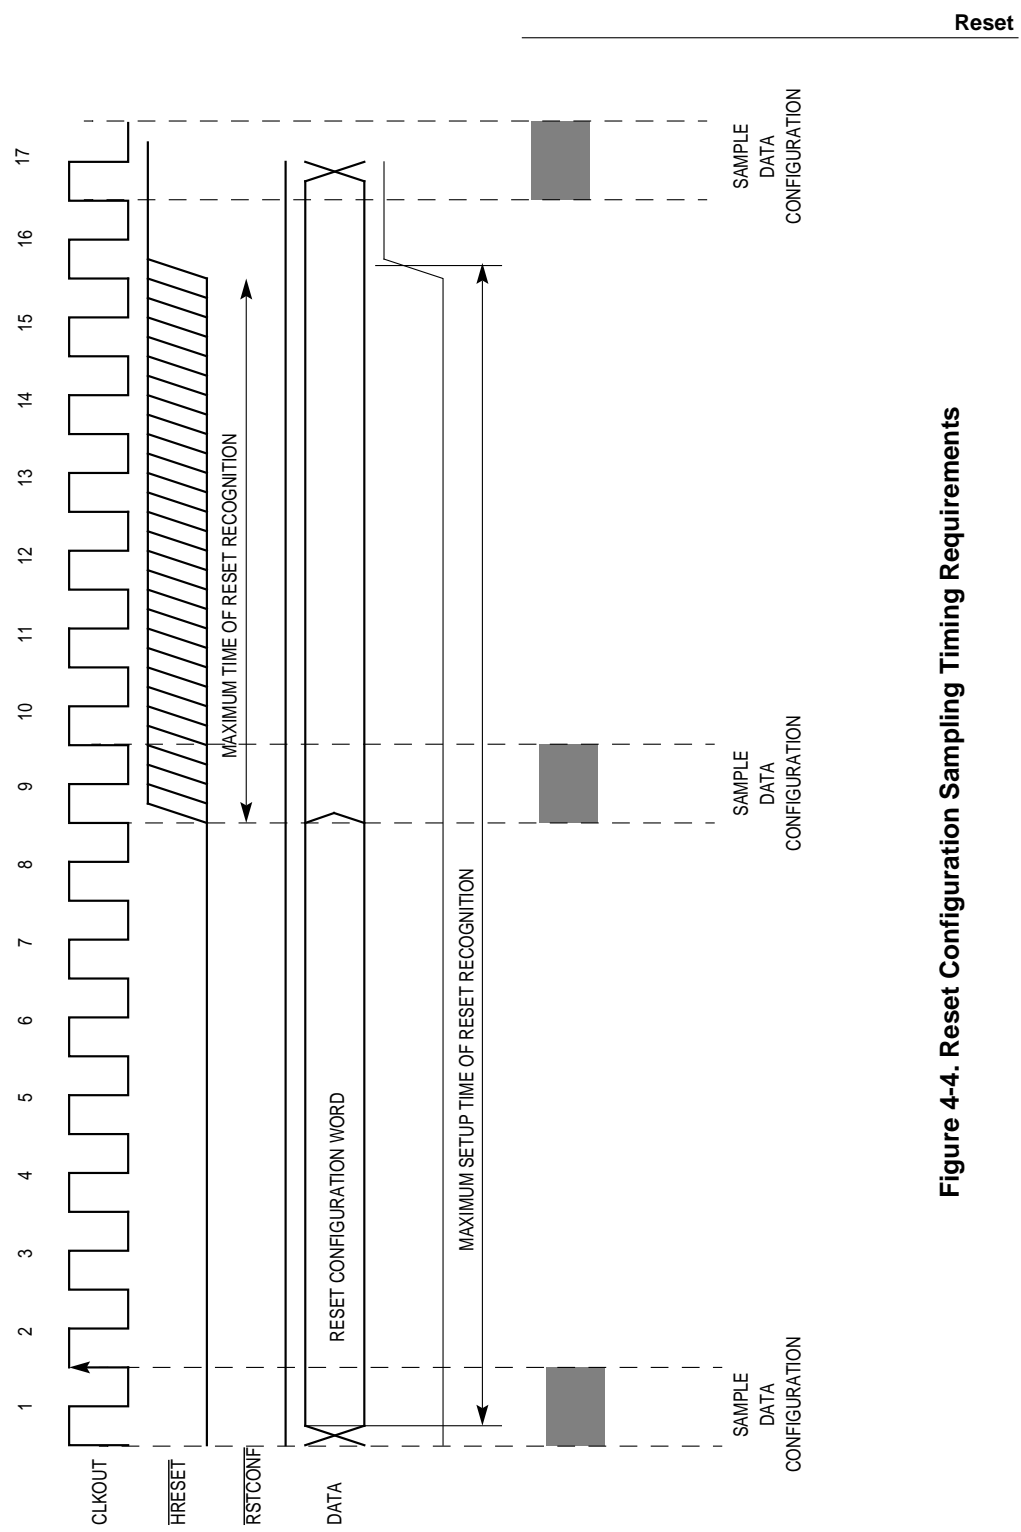 Reset
1 2 3 4 5 6 7 8 9 10 11 12 13 14 15 16 17
CLKOUT
HRESET
MAXIMUM TIME OF RESET RECOGNITION
RSTCONF
DATA
RESET CONFIGURATION WORD
MAXIMUM SETUP TIME OF RESET RECOGNITION
SAMPLE
DATA
CONFIGURATION
SAMPLE
DATA
CONFIGURATION
SAMPLE
DATA
CONFIGURATION
Figure 4-4. Reset Configuration Sampling Timing Requirements